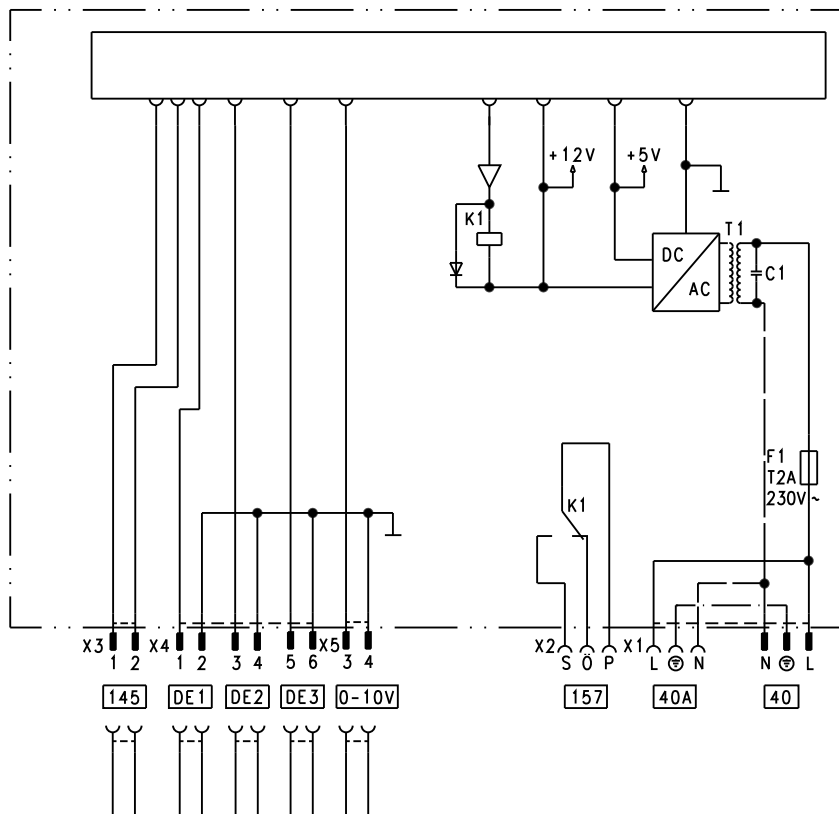 +12V
+5V
K1
T1
DC
AC
C1
F1
T2A
230V ~
K1
X3 X4 X5 X2 X1
1 2 1 2 3 4 5 6 3 4 S Ö P L N N L
145 DE1 DE2 DE3 0-10V 157 40A 40